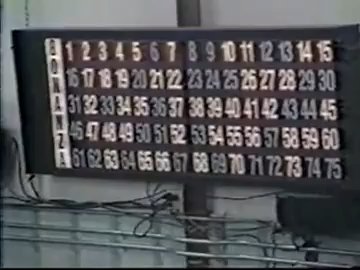 B 1 2 3 4 5 6 7 8 9 10 11 12 13 14 15
O 16 17 18 19 20 21 22 23 24 25 26 27 28 29 30
N 31 32 33 34 35 36 37 38 39 40 41 42 43 44 45
A 46 47 48 49 50 51 52 53 54 55 56 57 58 59 60
N 61 62 63 64 65 66 67 68 69 70 71 72 73 74 75
Z
A